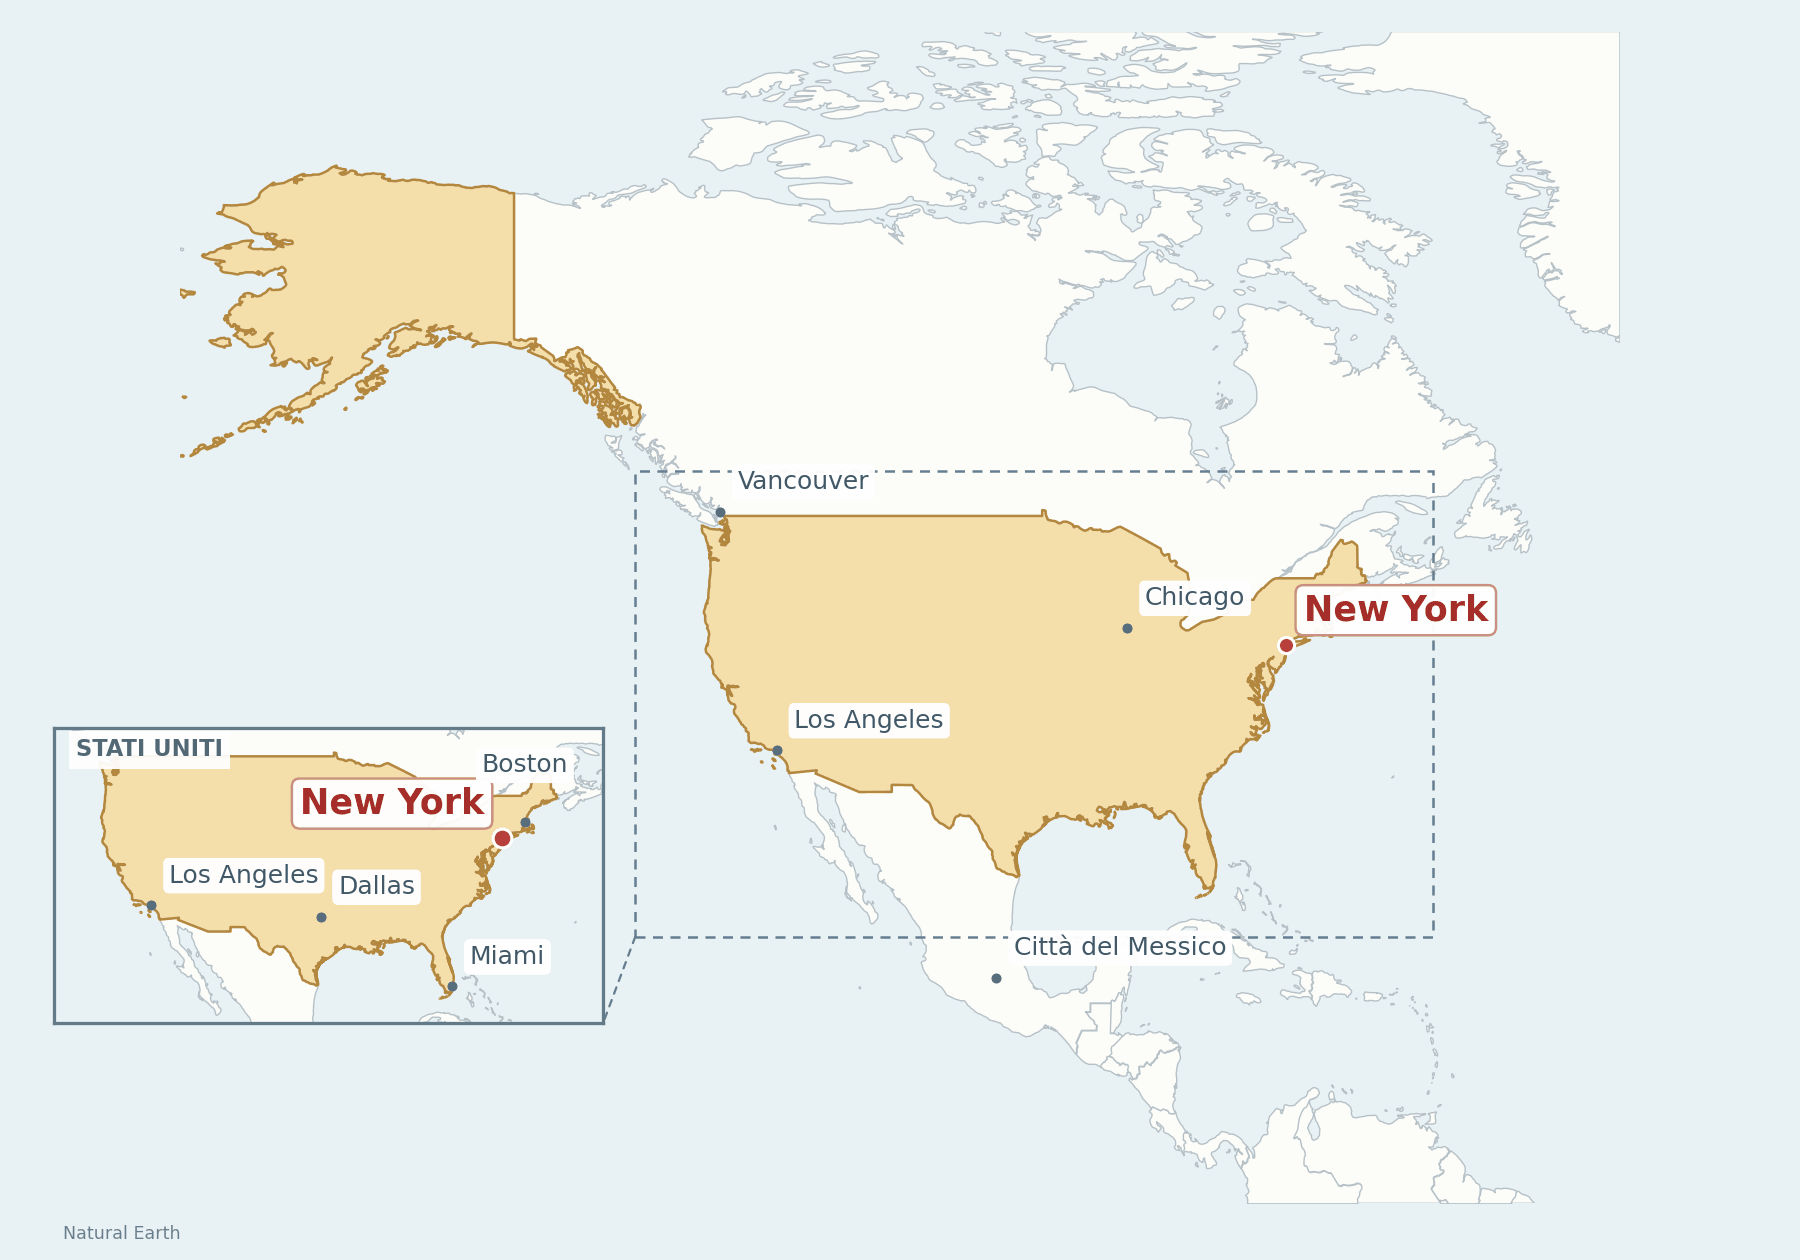 Vancouver
Chicago
New York
Los Angeles
STATI UNITI
Boston
New York
Los Angeles
Dallas
Miami
Città del Messico
Natural Earth